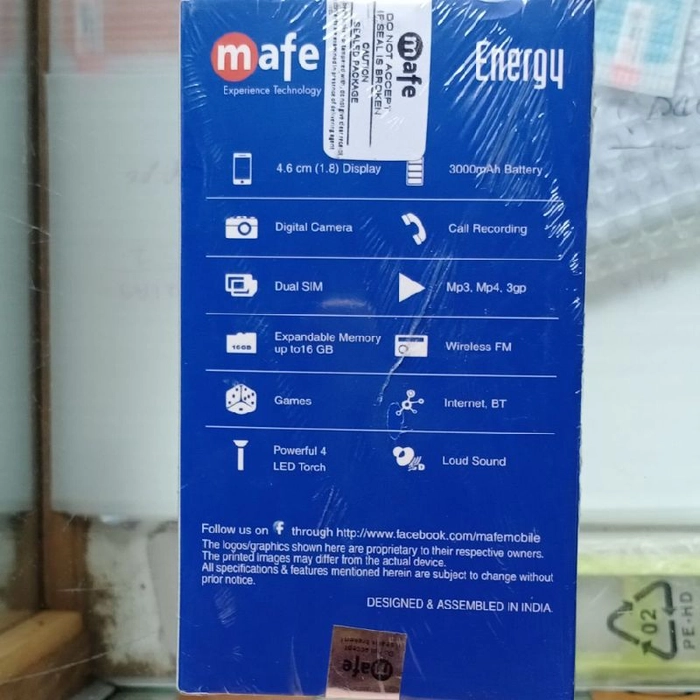 mafe
Experience Technology
Energy
mafe
DO NOT ACCEPT
IF SEAL IS BROKEN
CAUTION
SEALED PACKAGE
4.6 cm (1.8) Display
3000mAh Battery
Digital Camera
Call Recording
Dual SIM
Mp3, Mp4, 3gp
16GB
Expandable Memory
up to16 GB
Wireless FM
Games
Internet, BT
Powerful 4
LED Torch
Loud Sound
Follow us on f through http://www.facebook.com/mafemobile
The logos/graphics shown here are proprietary to their respective owners.
The printed images may differ from the actual device.
All specifications & features mentioned herein are subject to change without
prior notice.
DESIGNED & ASSEMBLED IN INDIA.
mafe
02
PE-HD